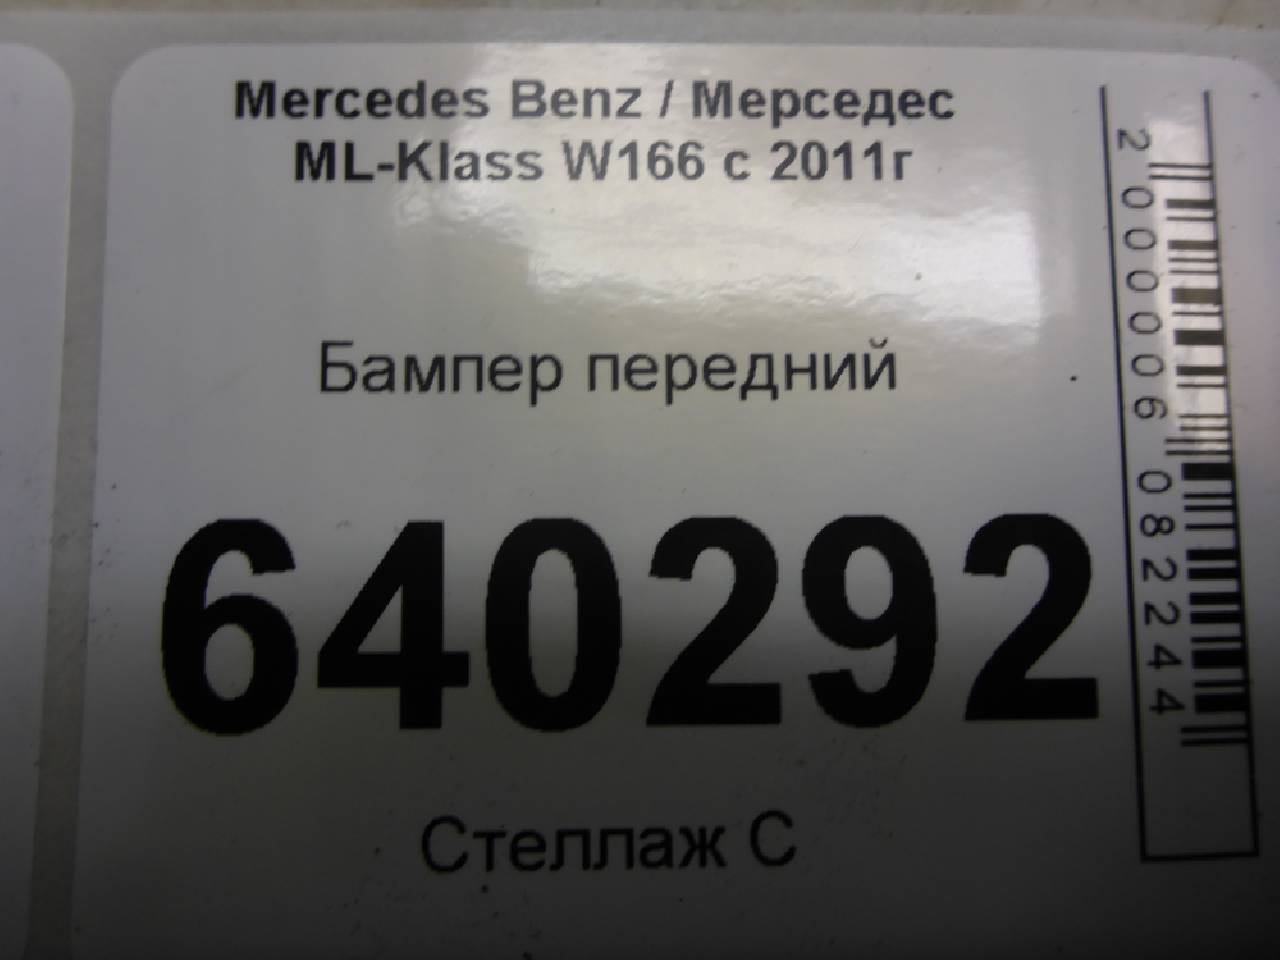 Mercedes Benz / Мерседес
ML-Klass W166 с 2011г
Бампер передний
640292
Стеллаж С
2000006082244